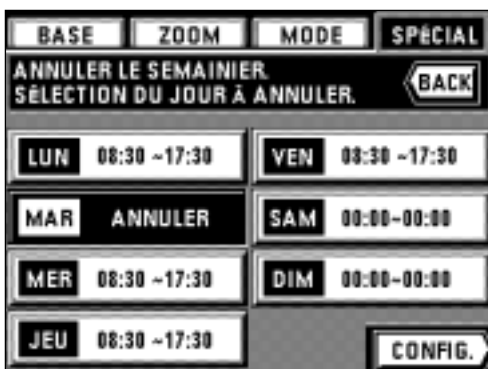 BASE ZOOM MODE SPÉCIAL
ANNULER LE SEMAINIER.
SÉLECTION DU JOUR À ANNULER.
BACK
LUN 08:30 ~17:30
MAR ANNULER
MER 08:30 ~17:30
JEU 08:30 ~17:30
VEN 08:30 ~17:30
SAM 00:00~00:00
DIM 00:00~00:00
CONFIG.